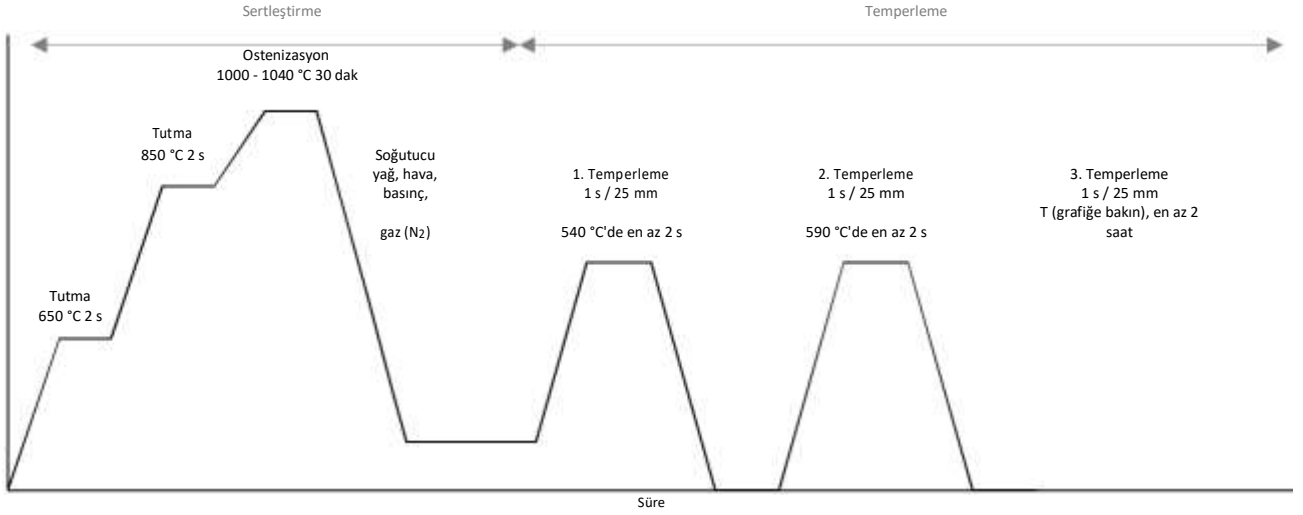 Sertleştirme
Temperleme
Ostenizasyon
1000 - 1040 °C 30 dak
Tutma
850 °C 2 s
Tutma
650 °C 2 s
Soğutucu
yağ, hava,
basınç,
gaz (N2)
1. Temperleme
1 s / 25 mm
540 °C'de en az 2 s
2. Temperleme
1 s / 25 mm
590 °C'de en az 2 s
3. Temperleme
1 s / 25 mm
T (grafiğe bakın), en az 2
saat
Süre